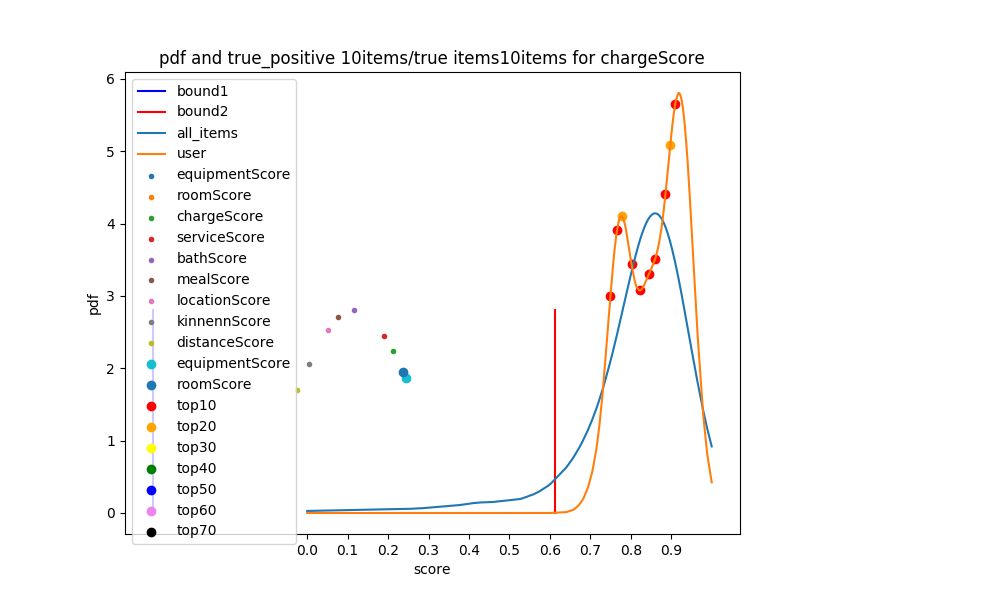 pdf and true_positive 10items/true items10items for chargeScore
6
5
4
3
2
1
0
pdf
bound1
bound2
all_items
user
equipmentScore
roomScore
chargeScore
serviceScore
bathScore
mealScore
locationScore
kinnennScore
distanceScore
equipmentScore
roomScore
top10
top20
top30
top40
top50
top60
top70
0.0 0.1 0.2 0.3 0.4 0.5 0.6 0.7 0.8 0.9
score